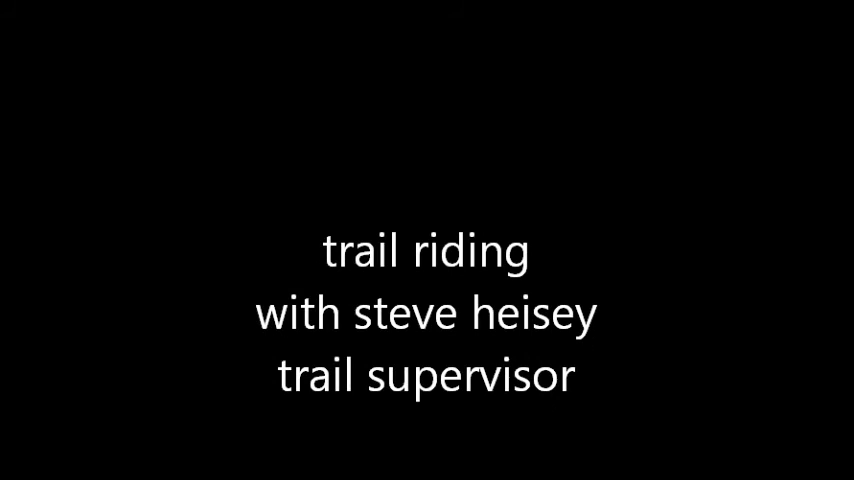 trail riding
with steve heisey
trail supervisor